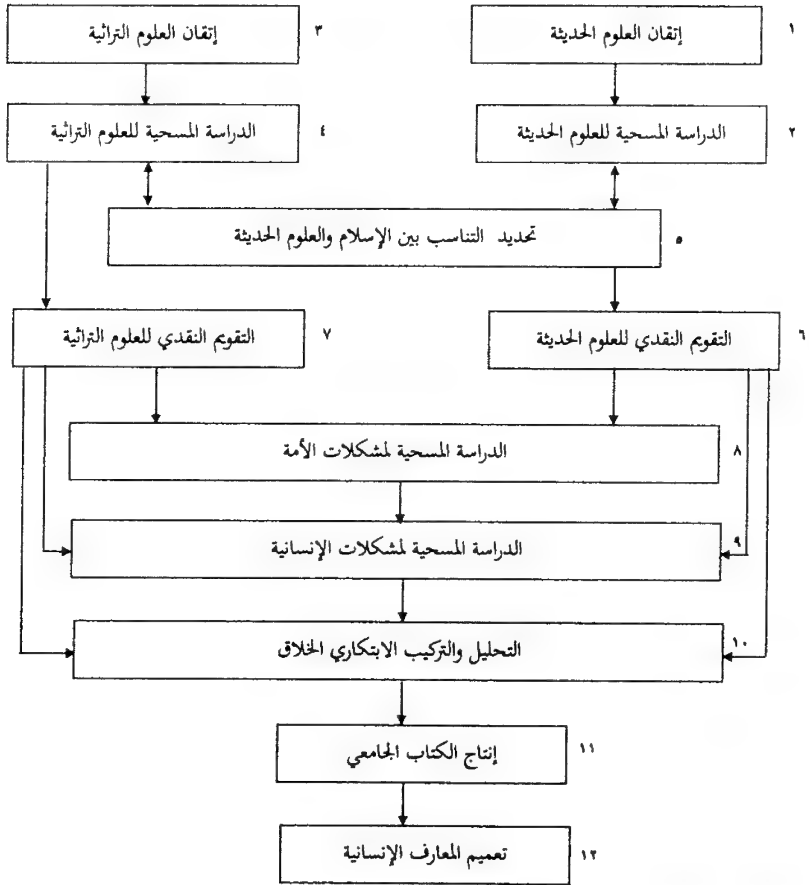 ١ إتقان العلوم الحديثة
٣ إتقان العلوم التراثية
٢ الدراسة المسحية للعلوم الحديثة
٤ الدراسة المسحية للعلوم التراثية
٥ تحديد التناسب بين الإسلام والعلوم الحديثة
٦ التقويم النقدي للعلوم الحديثة
٧ التقويم النقدي للعلوم التراثية
٨ الدراسة المسحية لمشكلات الأمة
٩ الدراسة المسحية لمشكلات الإنسانية
١٠ التحليل والتركيب الابتكاري الخلاق
١١ إنتاج الكتاب الجامعي
١٢ تعميم المعارف الإنسانية